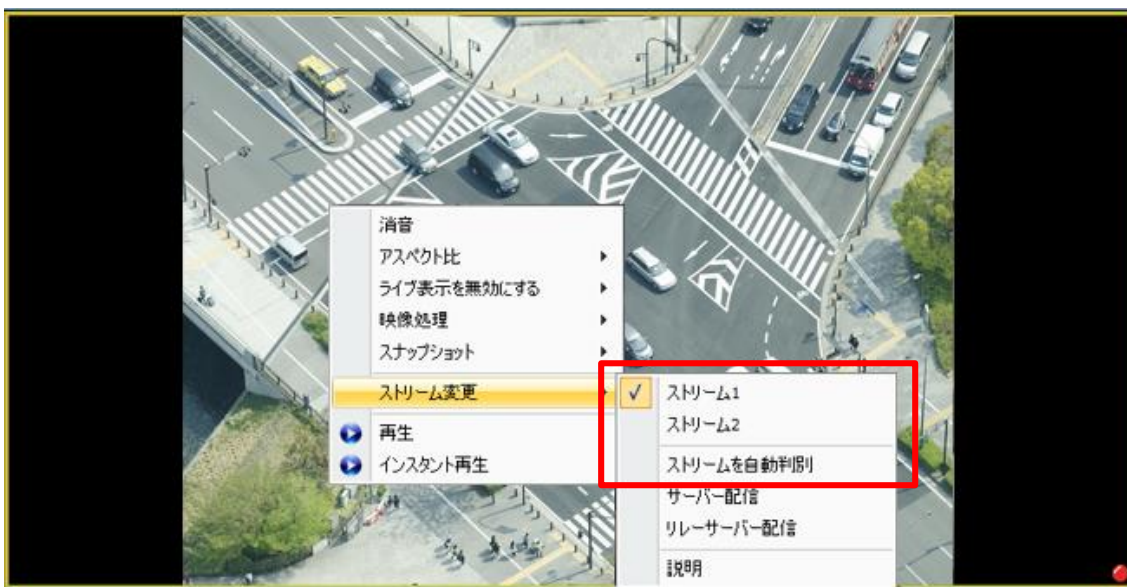 消音
アスペクト比
ライブ表示を無効にする
映像処理
スナップショット
ストリーム変更
再生
インスタント再生
ストリーム1
ストリーム2
ストリームを自動判別
サーバー配信
リレーサーバー配信
説明